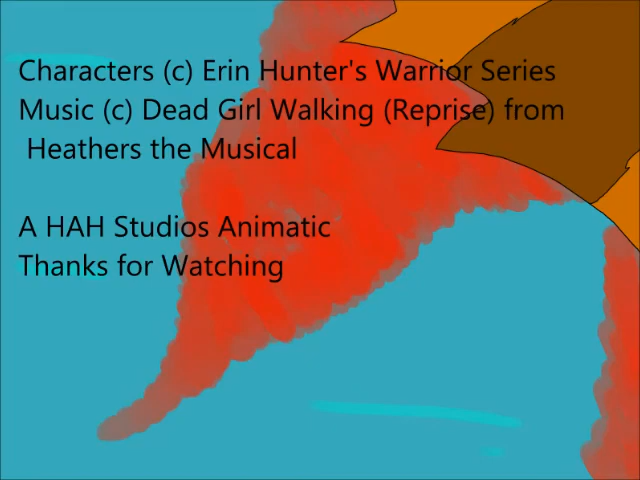 Characters (c) Erin Hunter's Warrior Series
Music (c) Dead Girl Walking (Reprise) from
Heathers the Musical
A HAH Studios Animatic
Thanks for Watching